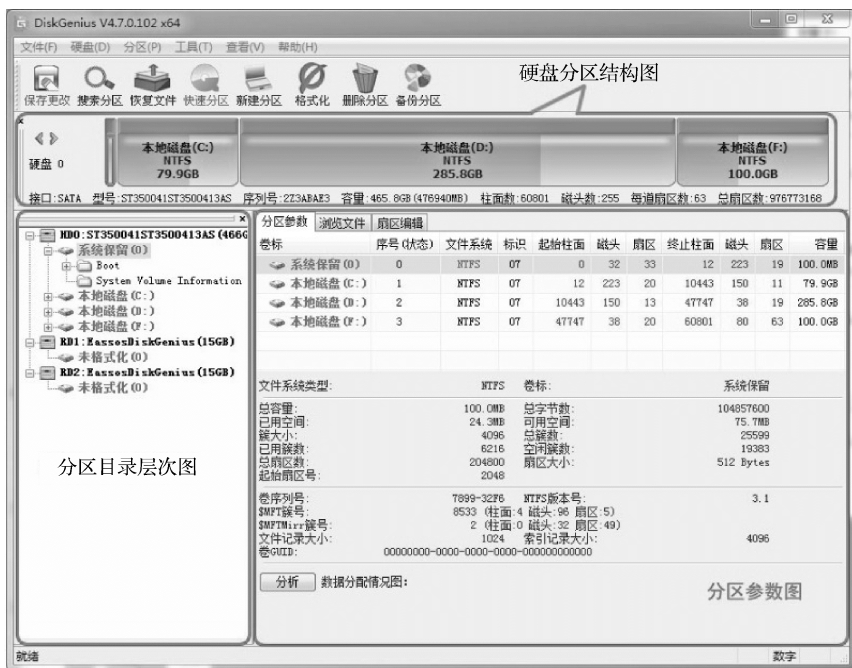 DiskGenius V4.7.0.102 x64
文件(F) 硬盘(D) 分区(P) 工具(T) 查看(V) 帮助(H)
保存更改 搜索分区 恢复文件 快速分区 新建分区 格式化 删除分区 备份分区
硬盘分区结构图
硬盘 0
本地磁盘(C:) 本地磁盘(D:) 本地磁盘(F:)
NTFS NTFS NTFS
79.9GB 285.8GB 100.0GB
接口:SATA 型号:ST350041ST3500413AS 序列号:2Z3ABAE3 容量:465.8GB(476940MB) 柱面数:60801 磁头数:255 每道扇区数:63 总扇区数:976773168
HD0:ST350041ST3500413AS(466G
系统保留(0)
Boot
System Volume Information
本地磁盘(C:)
本地磁盘(D:)
本地磁盘(F:)
RD1:EassosDiskGenius(15GB)
未格式化(0)
RD2:EassosDiskGenius(15GB)
未格式化(0)
分区目录层次图
分区参数 浏览文件 扇区编辑
卷标 序号(状态) 文件系统 标识 起始柱面 磁头 扇区 终止柱面 磁头 扇区 容量
系统保留(0) 0 NTFS 07 0 32 33 12 223 19 100.0MB
本地磁盘(C:) 1 NTFS 07 12 223 20 10443 150 11 79.9GB
本地磁盘(D:) 2 NTFS 07 10443 150 13 47747 38 19 285.8GB
本地磁盘(F:) 3 NTFS 07 47747 38 20 60801 80 63 100.0GB
文件系统类型: NTFS 卷标: 系统保留
总容量: 100.0MB 总字节数: 104857600
已用空间: 24.3MB 可用空间: 75.7MB
簇大小: 4096 总簇数: 25599
已用簇数: 6216 空闲簇数: 19383
总扇区数: 204800 扇区大小: 512 Bytes
起始扇区号: 2048
卷序列号: 7899-32F6 NTFS版本号: 3.1
$MFT簇号: 8533 (柱面:4 磁头:96 扇区:5)
$MFTMirr簇号: 2 (柱面:0 磁头:32 扇区:49)
文件记录大小: 1024 索引记录大小: 4096
卷GUID: 00000000-0000-0000-0000-000000000000
分析 数据分配情况图:
分区参数图
就绪 数字